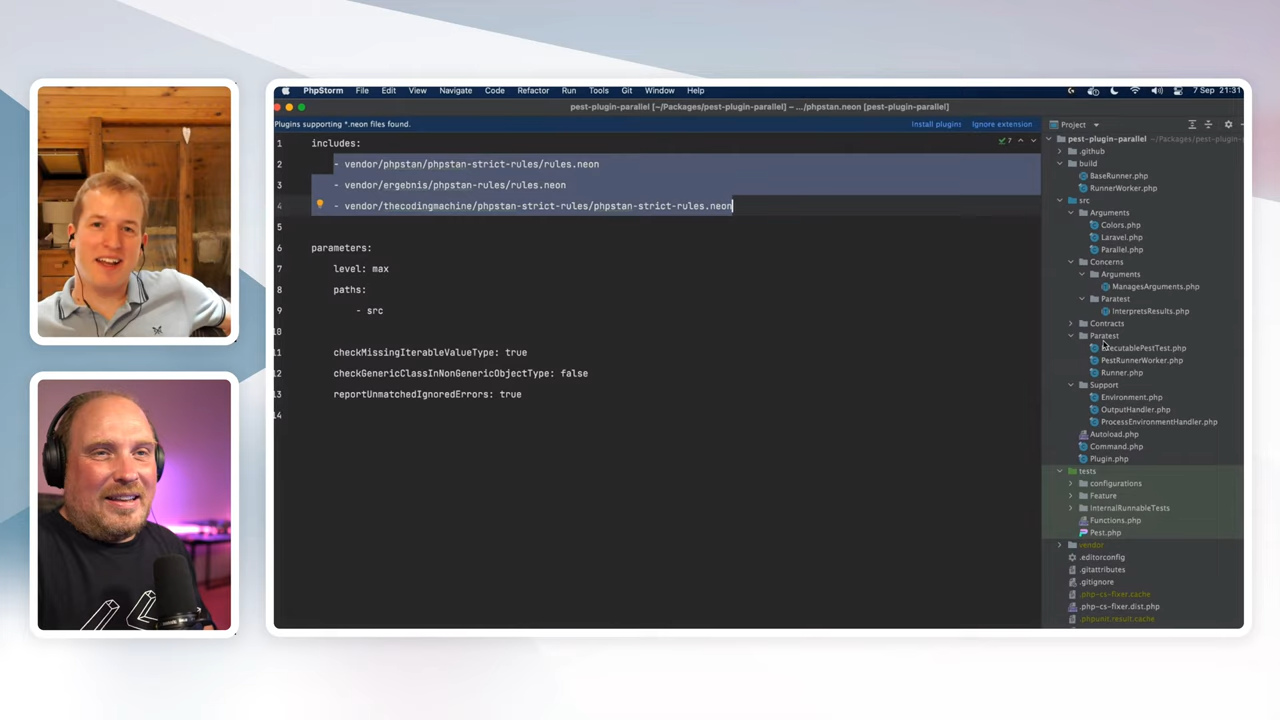 PhpStorm File Edit View Navigate Code Refactor Run Tools Git Window Help 7 Sep 21:31
pest-plugin-parallel [~/Packages/pest-plugin-parallel] – .../phpstan.neon [pest-plugin-parallel]
Plugins supporting *.neon files found. Install plugins Ignore extension
1 includes:
2 - vendor/phpstan/phpstan-strict-rules/rules.neon
3 - vendor/ergebnis/phpstan-rules/rules.neon
4 - vendor/thecodingmachine/phpstan-strict-rules/phpstan-strict-rules.neon
5
6 parameters:
7 level: max
8 paths:
9 - src
10
11 checkMissingIterableValueType: true
12 checkGenericClassInNonGenericObjectType: false
13 reportUnmatchedIgnoredErrors: true
14
7
Project
pest-plugin-parallel ~/Packages/pest-plugin-paralle
.github
build
BaseRunner.php
RunnerWorker.php
src
Arguments
Colors.php
Laravel.php
Parallel.php
Concerns
Arguments
ManagesArguments.php
Paratest
InterpretsResults.php
Contracts
Paratest
ExecutablePestTest.php
PestRunnerWorker.php
Runner.php
Support
Environment.php
OutputHandler.php
ProcessEnvironmentHandler.php
Autoload.php
Command.php
Plugin.php
tests
configurations
Feature
InternalRunnableTests
Functions.php
Pest.php
vendor
.editorconfig
.gitattributes
.gitignore
.php-cs-fixer.cache
.php-cs-fixer.dist.php
.phpunit.result.cache